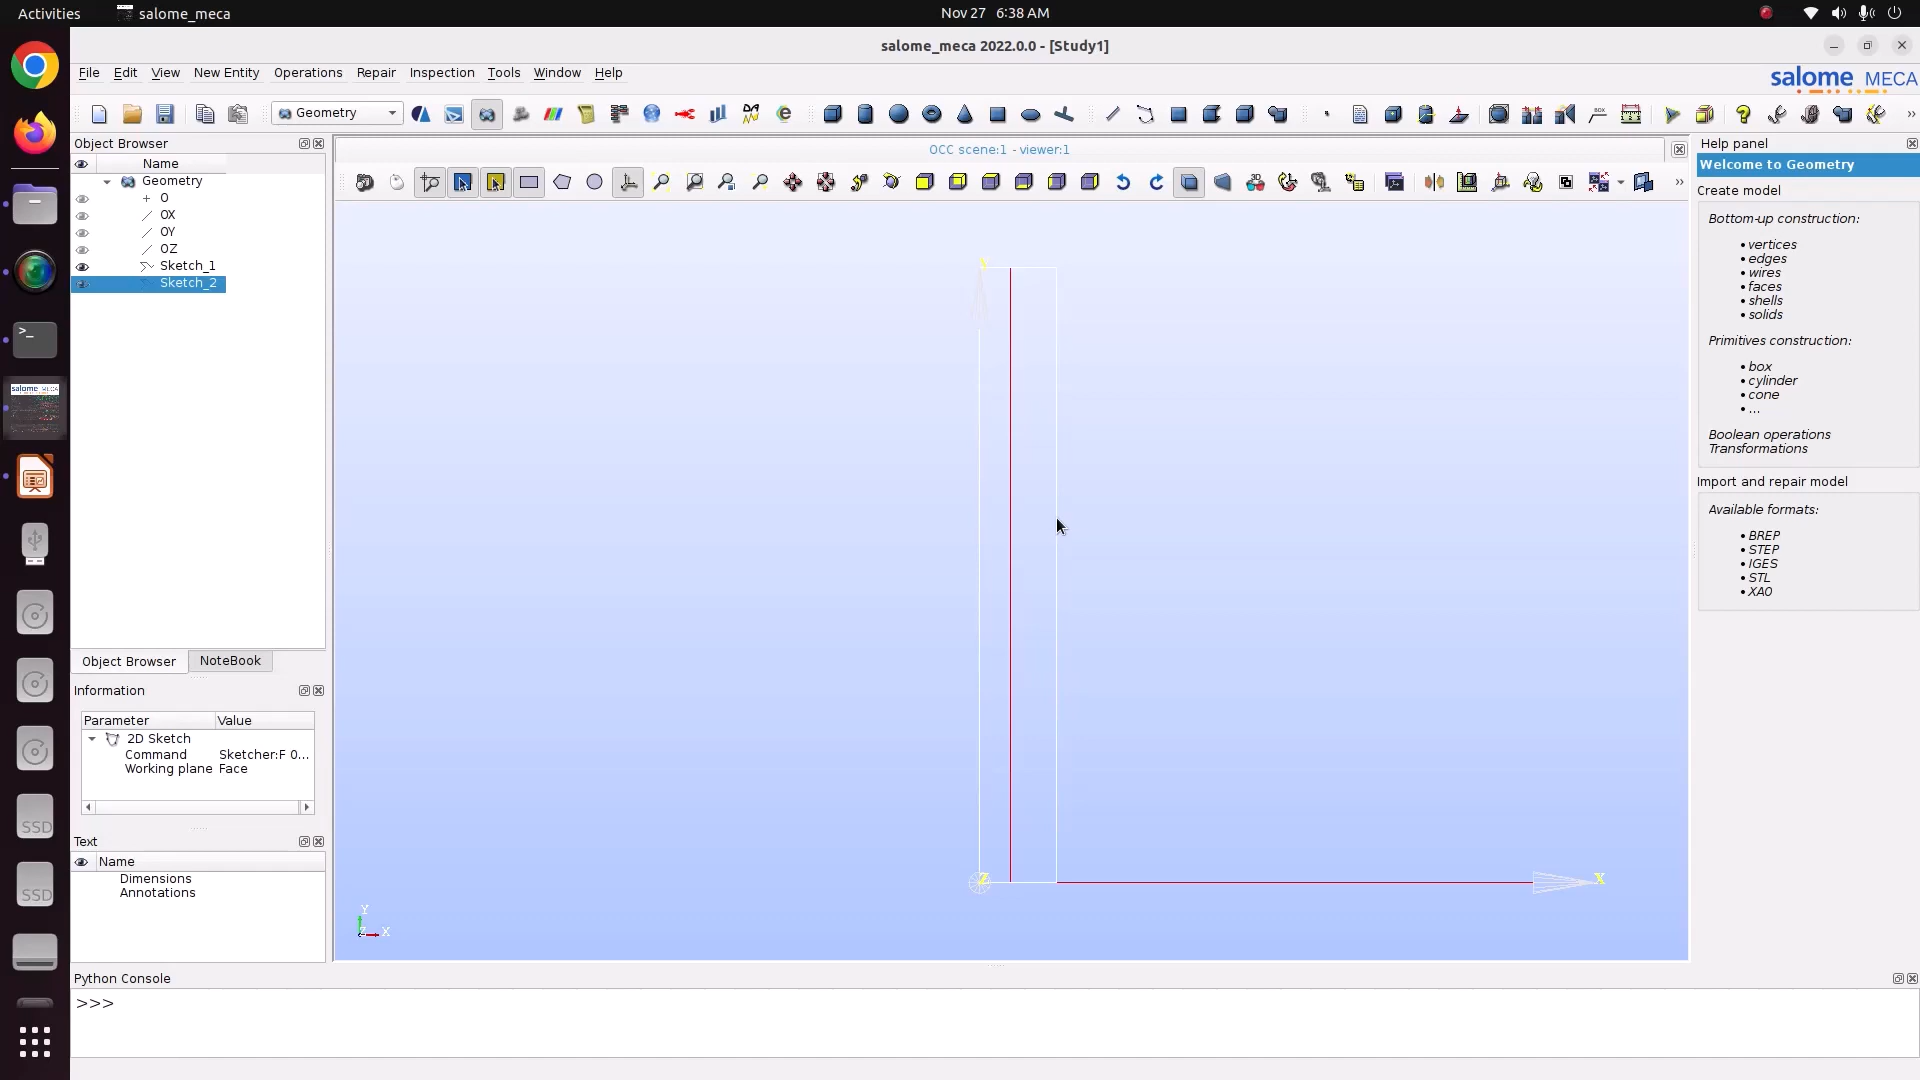 Activities salome_meca Nov 27 6:38 AM
salome_meca 2022.0.0 - [Study1]
File Edit View New Entity Operations Repair Inspection Tools Window Help
salome MECA
Geometry
Object Browser
Name
Geometry
O
OX
OY
OZ
Sketch_1
Sketch_2
Object Browser NoteBook
Information
Parameter Value
2D Sketch
Command Sketcher:F 0...
Working plane Face
Text
Name
Dimensions
Annotations
OCC scene:1 - viewer:1
Y
Z
X
Y
Z
X
Help panel
Welcome to Geometry
Create model
Bottom-up construction:
• vertices
• edges
• wires
• faces
• shells
• solids
Primitives construction:
• box
• cylinder
• cone
• ...
Boolean operations
Transformations
Import and repair model
Available formats:
• BREP
• STEP
• IGES
• STL
• XAO
SSD
SSD
Python Console
>>>